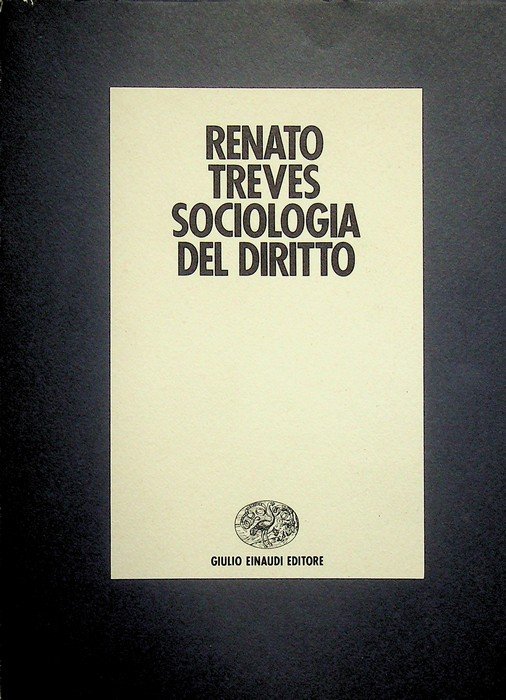 RENATO
TREVES
SOCIOLOGIA
DEL DIRITTO
GIULIO EINAUDI EDITORE